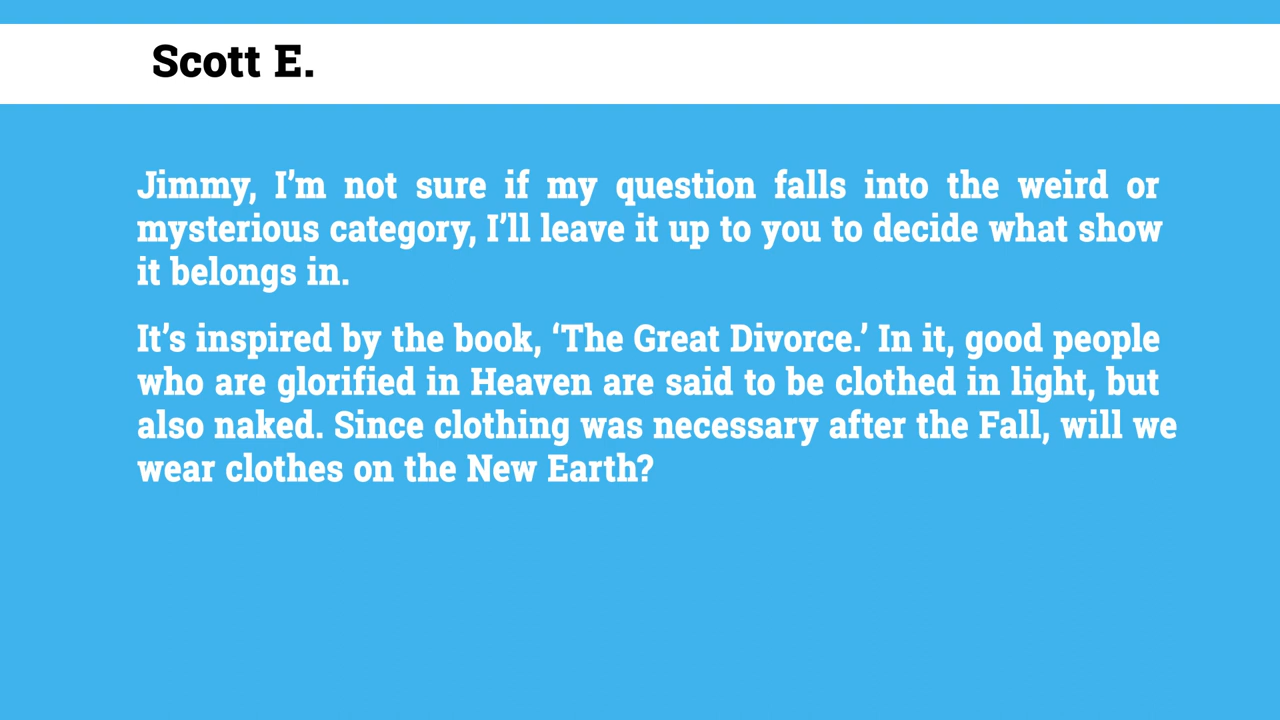 Scott E.
Jimmy, I’m not sure if my question falls into the weird or
mysterious category, I’ll leave it up to you to decide what show
it belongs in.
It’s inspired by the book, ‘The Great Divorce.’ In it, good people
who are glorified in Heaven are said to be clothed in light, but
also naked. Since clothing was necessary after the Fall, will we
wear clothes on the New Earth?